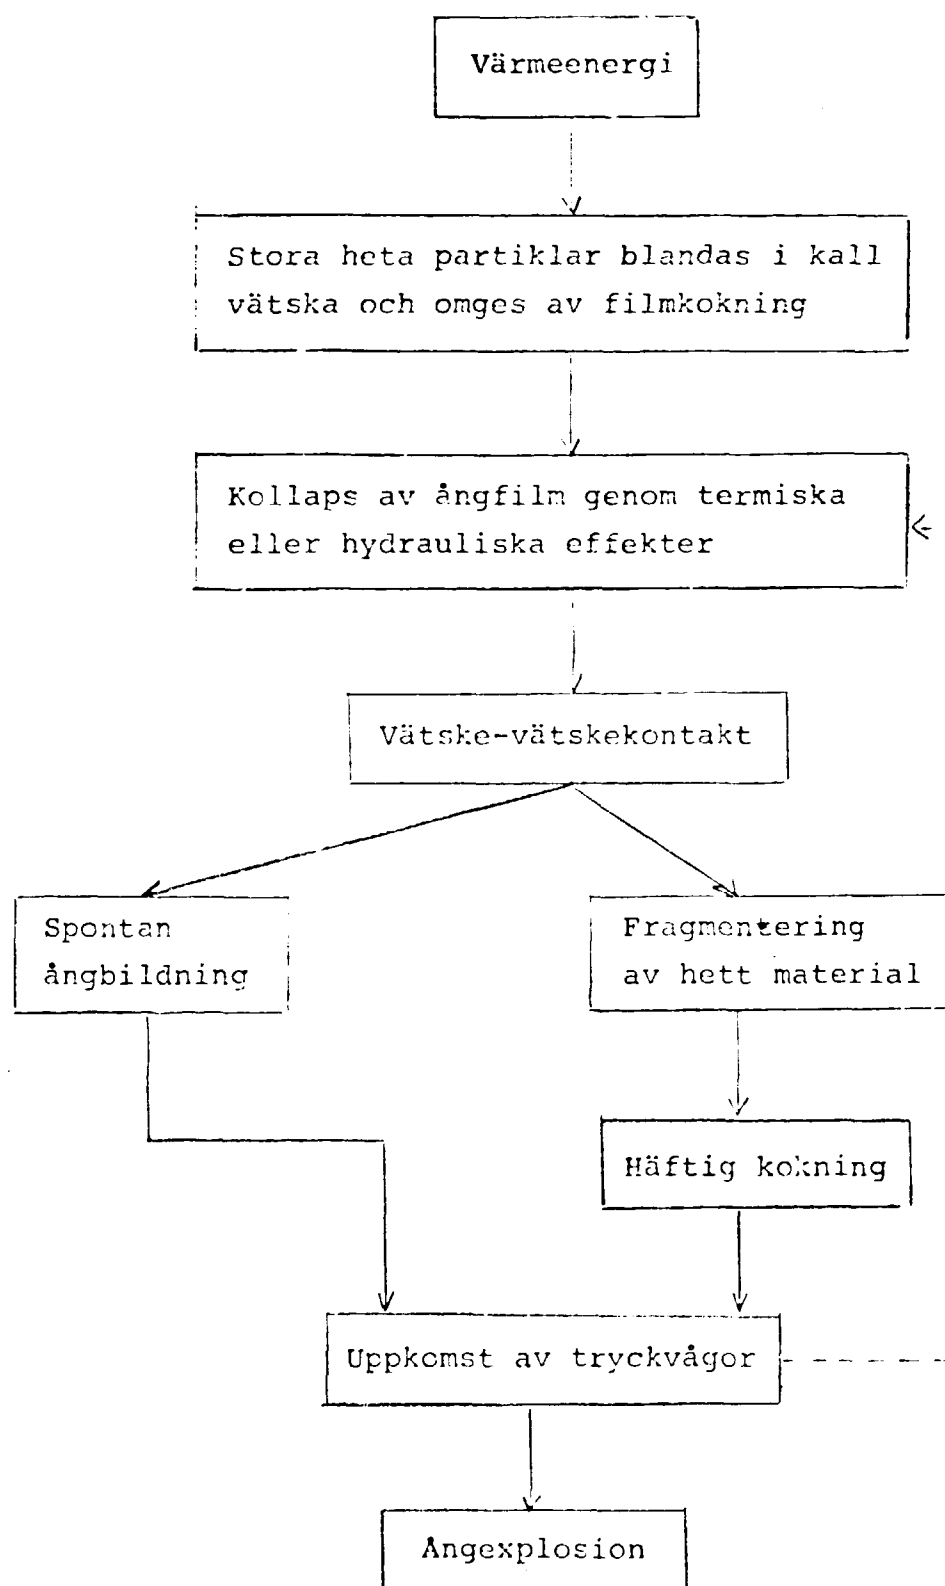 Värmeenergi
Stora heta partiklar blandas i kall
vätska och omges av filmkokning
Kollaps av ångfilm genom termiska
eller hydrauliska effekter
Vätske-vätskekontakt
Spontan
ångbildning
Fragmentering
av hett material
Häftig kokning
Uppkomst av tryckvågor
Ångexplosion